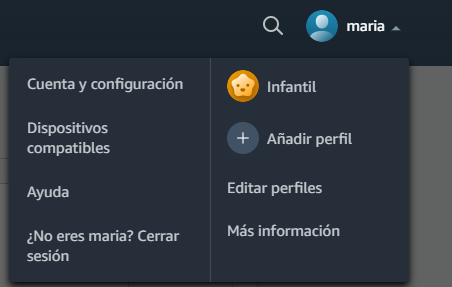 maria
Cuenta y configuración
Dispositivos
compatibles
Ayuda
¿No eres maria? Cerrar
sesión
Infantil
Añadir perfil
Editar perfiles
Más información